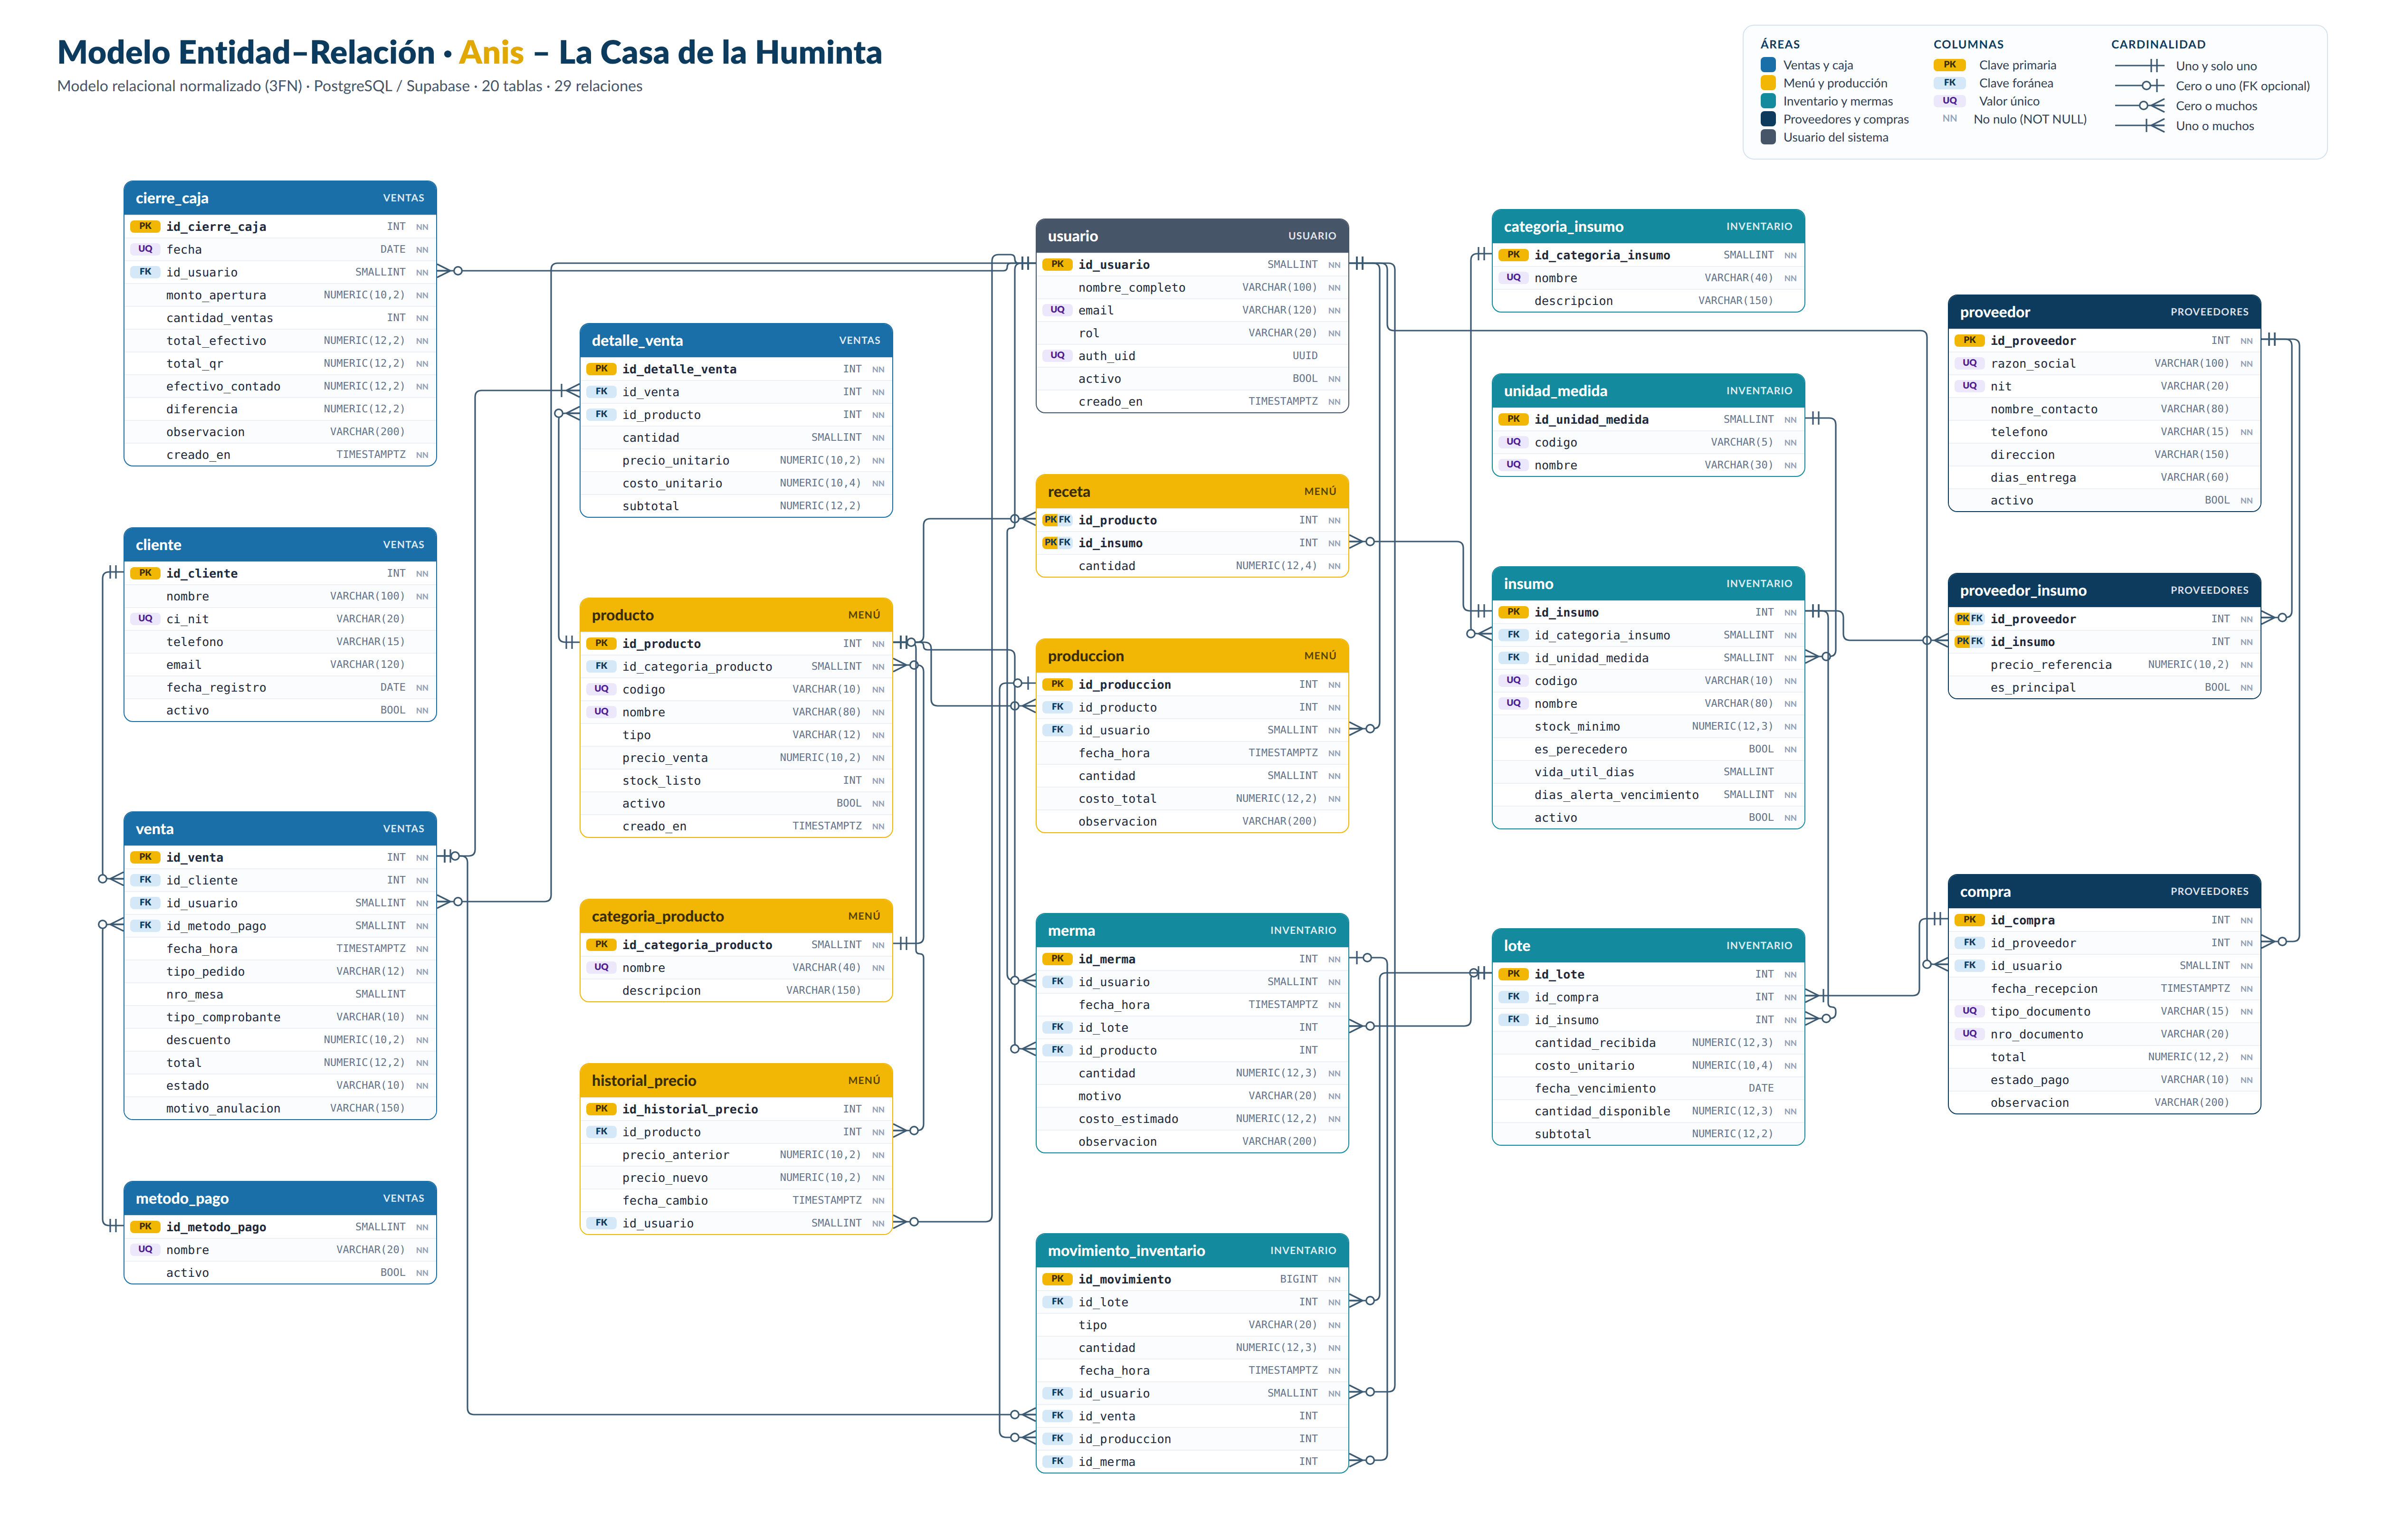 Modelo Entidad–Relación · Anis – La Casa de la Huminta
Modelo relacional normalizado (3FN) · PostgreSQL / Supabase · 20 tablas · 29 relaciones
ÁREAS
Ventas y caja
Menú y producción
Inventario y mermas
Proveedores y compras
Usuario del sistema
COLUMNAS
PK Clave primaria
FK Clave foránea
UQ Valor único
NN No nulo (NOT NULL)
CARDINALIDAD
Uno y solo uno
Cero o uno (FK opcional)
Cero o muchos
Uno o muchos
cierre_caja VENTAS
PK id_cierre_caja INT NN
UQ fecha DATE NN
FK id_usuario SMALLINT NN
monto_apertura NUMERIC(10,2) NN
cantidad_ventas INT NN
total_efectivo NUMERIC(12,2) NN
total_qr NUMERIC(12,2) NN
efectivo_contado NUMERIC(12,2) NN
diferencia NUMERIC(12,2)
observacion VARCHAR(200)
creado_en TIMESTAMPTZ NN
cliente VENTAS
PK id_cliente INT NN
nombre VARCHAR(100) NN
UQ ci_nit VARCHAR(20)
telefono VARCHAR(15)
email VARCHAR(120)
fecha_registro DATE NN
activo BOOL NN
venta VENTAS
PK id_venta INT NN
FK id_cliente INT NN
FK id_usuario SMALLINT NN
FK id_metodo_pago SMALLINT NN
fecha_hora TIMESTAMPTZ NN
tipo_pedido VARCHAR(12) NN
nro_mesa SMALLINT
tipo_comprobante VARCHAR(10) NN
descuento NUMERIC(10,2) NN
total NUMERIC(12,2) NN
estado VARCHAR(10) NN
motivo_anulacion VARCHAR(150)
metodo_pago VENTAS
PK id_metodo_pago SMALLINT NN
UQ nombre VARCHAR(20) NN
activo BOOL NN
detalle_venta VENTAS
PK id_detalle_venta INT NN
FK id_venta INT NN
FK id_producto INT NN
cantidad SMALLINT NN
precio_unitario NUMERIC(10,2) NN
costo_unitario NUMERIC(10,4) NN
subtotal NUMERIC(12,2)
producto MENÚ
PK id_producto INT NN
FK id_categoria_producto SMALLINT NN
UQ codigo VARCHAR(10) NN
UQ nombre VARCHAR(80) NN
tipo VARCHAR(12) NN
precio_venta NUMERIC(10,2) NN
stock_listo INT NN
activo BOOL NN
creado_en TIMESTAMPTZ NN
categoria_producto MENÚ
PK id_categoria_producto SMALLINT NN
UQ nombre VARCHAR(40) NN
descripcion VARCHAR(150)
historial_precio MENÚ
PK id_historial_precio INT NN
FK id_producto INT NN
precio_anterior NUMERIC(10,2) NN
precio_nuevo NUMERIC(10,2) NN
fecha_cambio TIMESTAMPTZ NN
FK id_usuario SMALLINT NN
usuario USUARIO
PK id_usuario SMALLINT NN
nombre_completo VARCHAR(100) NN
UQ email VARCHAR(120) NN
rol VARCHAR(20) NN
UQ auth_uid UUID
activo BOOL NN
creado_en TIMESTAMPTZ NN
receta MENÚ
PK FK id_producto INT NN
PK FK id_insumo INT NN
cantidad NUMERIC(12,4) NN
produccion MENÚ
PK id_produccion INT NN
FK id_producto INT NN
FK id_usuario SMALLINT NN
fecha_hora TIMESTAMPTZ NN
cantidad SMALLINT NN
costo_total NUMERIC(12,2) NN
observacion VARCHAR(200)
merma INVENTARIO
PK id_merma INT NN
FK id_usuario SMALLINT NN
fecha_hora TIMESTAMPTZ NN
FK id_lote INT
FK id_producto INT
cantidad NUMERIC(12,3) NN
motivo VARCHAR(20) NN
costo_estimado NUMERIC(12,2) NN
observacion VARCHAR(200)
movimiento_inventario INVENTARIO
PK id_movimiento BIGINT NN
FK id_lote INT NN
tipo VARCHAR(20) NN
cantidad NUMERIC(12,3) NN
fecha_hora TIMESTAMPTZ NN
FK id_usuario SMALLINT NN
FK id_venta INT
FK id_produccion INT
FK id_merma INT
categoria_insumo INVENTARIO
PK id_categoria_insumo SMALLINT NN
UQ nombre VARCHAR(40) NN
descripcion VARCHAR(150)
unidad_medida INVENTARIO
PK id_unidad_medida SMALLINT NN
UQ codigo VARCHAR(5) NN
UQ nombre VARCHAR(30) NN
insumo INVENTARIO
PK id_insumo INT NN
FK id_categoria_insumo SMALLINT NN
FK id_unidad_medida SMALLINT NN
UQ codigo VARCHAR(10) NN
UQ nombre VARCHAR(80) NN
stock_minimo NUMERIC(12,3) NN
es_perecedero BOOL NN
vida_util_dias SMALLINT
dias_alerta_vencimiento SMALLINT NN
activo BOOL NN
lote INVENTARIO
PK id_lote INT NN
FK id_compra INT NN
FK id_insumo INT NN
cantidad_recibida NUMERIC(12,3) NN
costo_unitario NUMERIC(10,4) NN
fecha_vencimiento DATE
cantidad_disponible NUMERIC(12,3) NN
subtotal NUMERIC(12,2)
proveedor PROVEEDORES
PK id_proveedor INT NN
UQ razon_social VARCHAR(100) NN
UQ nit VARCHAR(20)
nombre_contacto VARCHAR(80)
telefono VARCHAR(15) NN
direccion VARCHAR(150)
dias_entrega VARCHAR(60)
activo BOOL NN
proveedor_insumo PROVEEDORES
PK FK id_proveedor INT NN
PK FK id_insumo INT NN
precio_referencia NUMERIC(10,2) NN
es_principal BOOL NN
compra PROVEEDORES
PK id_compra INT NN
FK id_proveedor INT NN
FK id_usuario SMALLINT NN
fecha_recepcion TIMESTAMPTZ NN
UQ tipo_documento VARCHAR(15) NN
UQ nro_documento VARCHAR(20)
total NUMERIC(12,2) NN
estado_pago VARCHAR(10) NN
observacion VARCHAR(200)